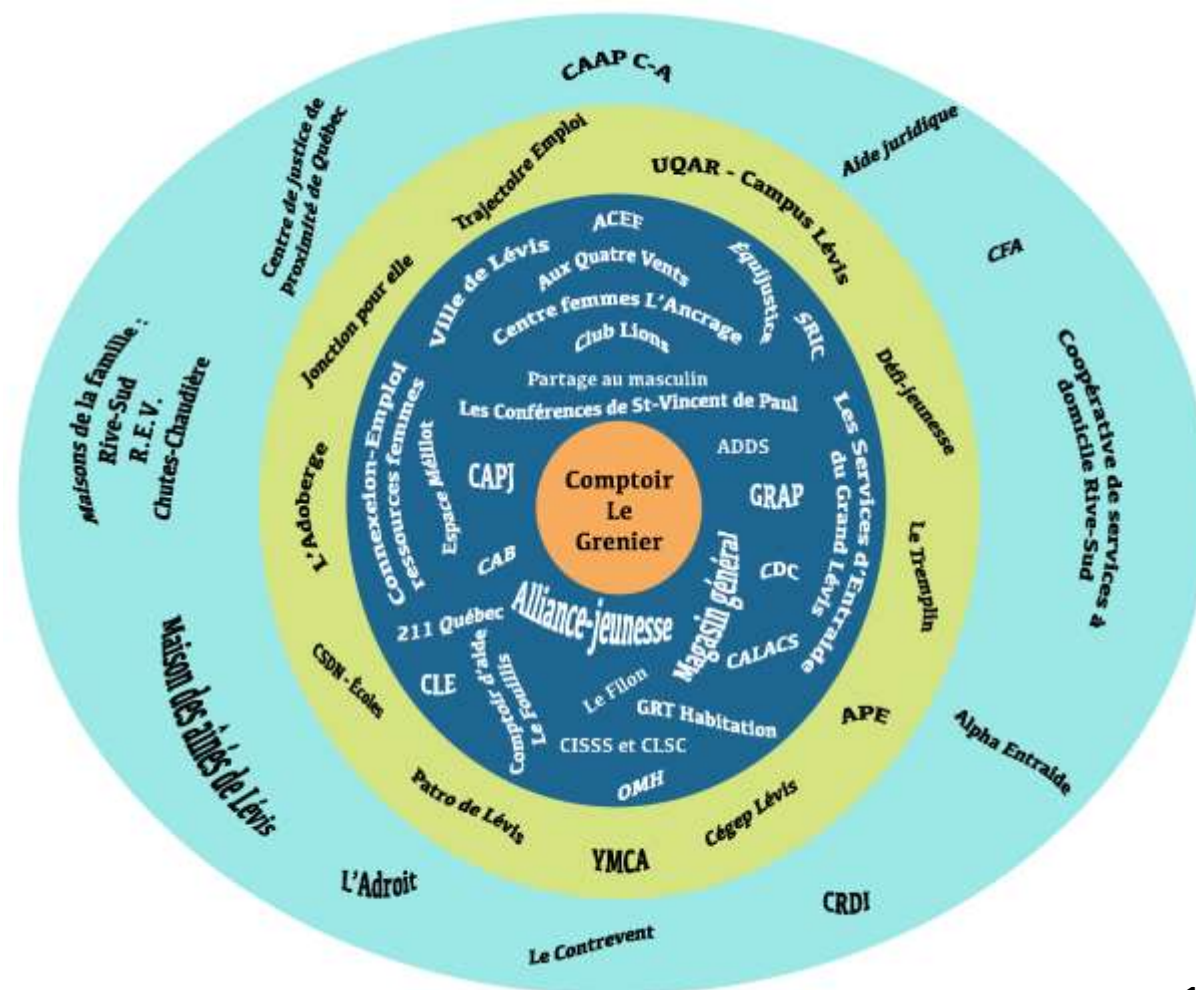 CAAP C-A
Aide juridique
CFA
Coopérative de services à
domicile Rive-Sud
Alpha Entraide
CRDI
Le Contrevent
L'Adroit
Maison des aînés de Lévis
Maisons de la famille :
Rive-Sud
R.E.V.
Chutes-Chaudière
Centre de justice de
proximité de Québec
Trajectoire Emploi
UQAR - Campus Lévis
Défi-jeunesse
Le Tremplin
APE
Cégep Lévis
YMCA
Patro de Lévis
CSDN - Écoles
L'Adoberge
Jonction pour elle
ACEF
Ville de Lévis
Aux Quatre Vents
Équijustice
SRIC
Centre femmes L'Ancrage
Club Lions
Partage au masculin
Les Conférences de St-Vincent de Paul
Connexeion-Emploi
ressources femmes
Espace Mélilot
CAPJ
ADDS
GRAP
Les Services d'Entraide
du Grand Lévis
CAB
CDC
Comptoir
Le
Grenier
Alliance-jeunesse
Magasin général
CALACS
211 Québec
CLE
Comptoir d'aide
Le Fouillis
Le Filon
GRT Habitation
CISSS et CLSC
OMH